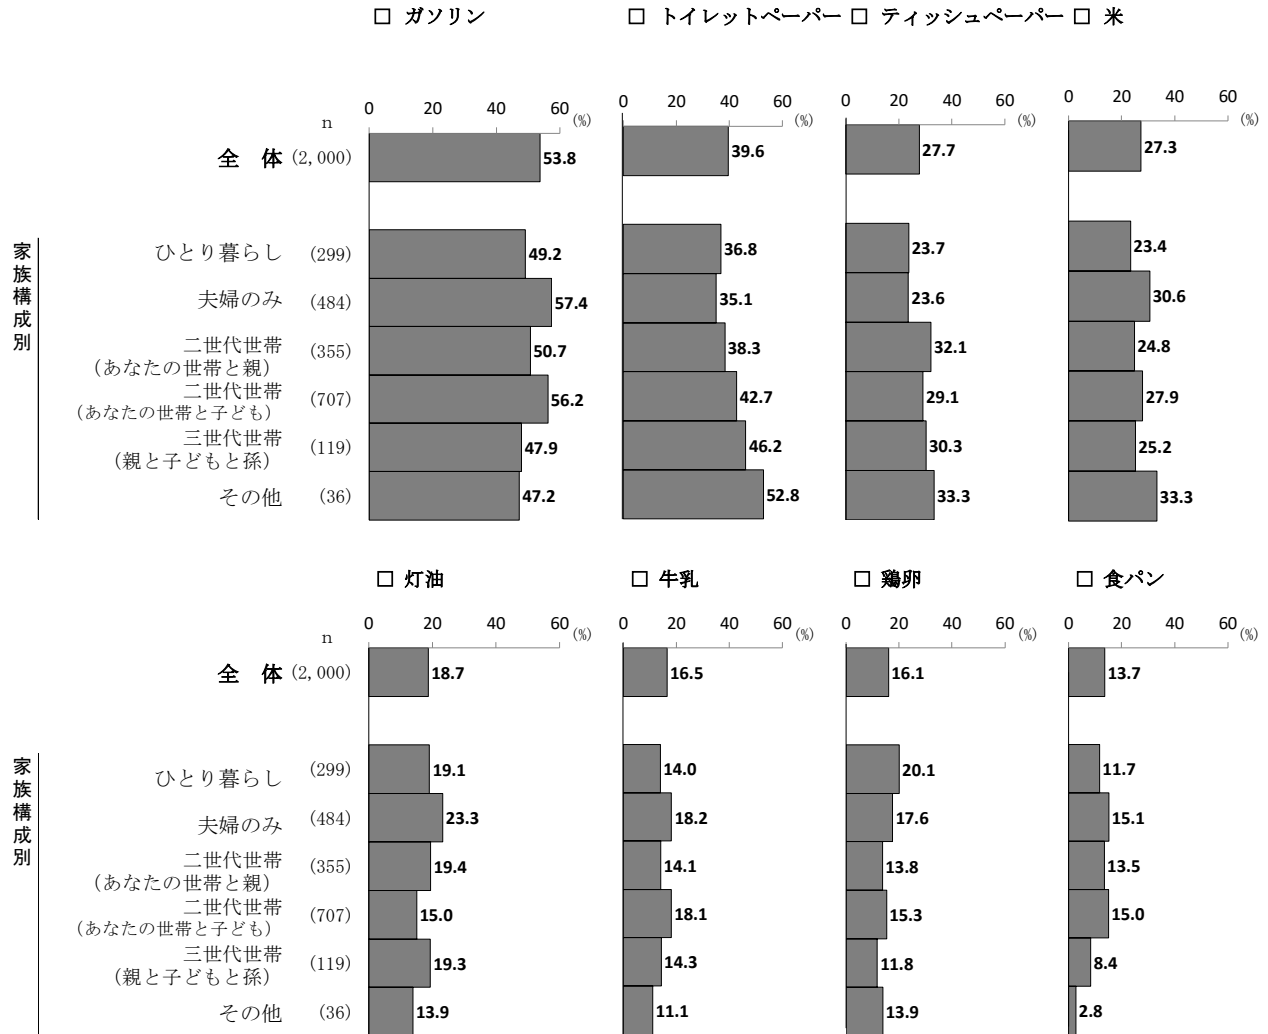 □ ガソリン □ トイレットペーパー □ ティッシュペーパー □ 米
0 20 40 60 (%) 0 20 40 60 (%) 0 20 40 60 (%) 0 20 40 60 (%)
n
全 体 (2,000) 53.8 39.6 27.7 27.3
家族構成別
ひとり暮らし (299) 49.2 36.8 23.7 23.4
夫婦のみ (484) 57.4 35.1 23.6 30.6
二世代世帯
(あなたの世帯と親) (355) 50.7 38.3 32.1 24.8
二世代世帯
(あなたの世帯と子ども) (707) 56.2 42.7 29.1 27.9
三世代世帯
(親と子どもと孫) (119) 47.9 46.2 30.3 25.2
その他 (36) 47.2 52.8 33.3 33.3
□ 灯油 □ 牛乳 □ 鶏卵 □ 食パン
0 20 40 60 (%) 0 20 40 60 (%) 0 20 40 60 (%) 0 20 40 60 (%)
n
全 体 (2,000) 18.7 16.5 16.1 13.7
家族構成別
ひとり暮らし (299) 19.1 14.0 20.1 11.7
夫婦のみ (484) 23.3 18.2 17.6 15.1
二世代世帯
(あなたの世帯と親) (355) 19.4 14.1 13.8 13.5
二世代世帯
(あなたの世帯と子ども) (707) 15.0 18.1 15.3 15.0
三世代世帯
(親と子どもと孫) (119) 19.3 14.3 11.8 8.4
その他 (36) 13.9 11.1 13.9 2.8